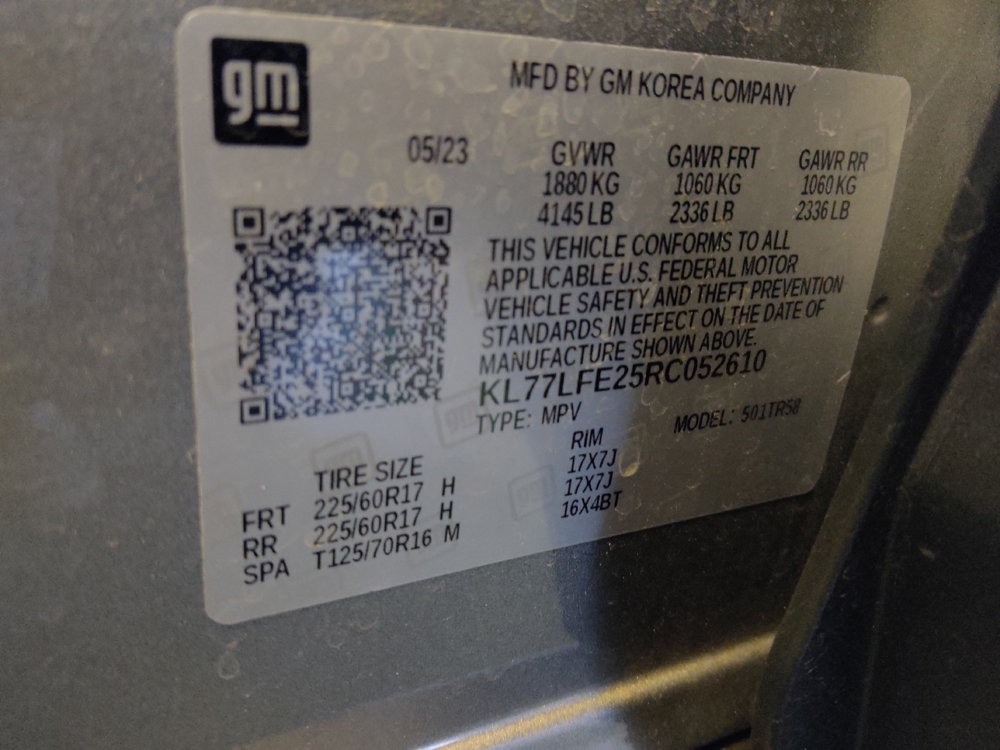 gm
MFD BY GM KOREA COMPANY
05/23 GVWR GAWR FRT GAWR RR
1880 KG 1060 KG 1060 KG
4145 LB 2336 LB 2336 LB
THIS VEHICLE CONFORMS TO ALL
APPLICABLE U.S. FEDERAL MOTOR
VEHICLE SAFETY AND THEFT PREVENTION
STANDARDS IN EFFECT ON THE DATE OF
MANUFACTURE SHOWN ABOVE.
KL77LFE25RC052610
TYPE: MPV MODEL: 501TR58
TIRE SIZE RIM
FRT 225/60R17 H 17X7J
RR 225/60R17 H 17X7J
SPA T125/70R16 M 16X4BT